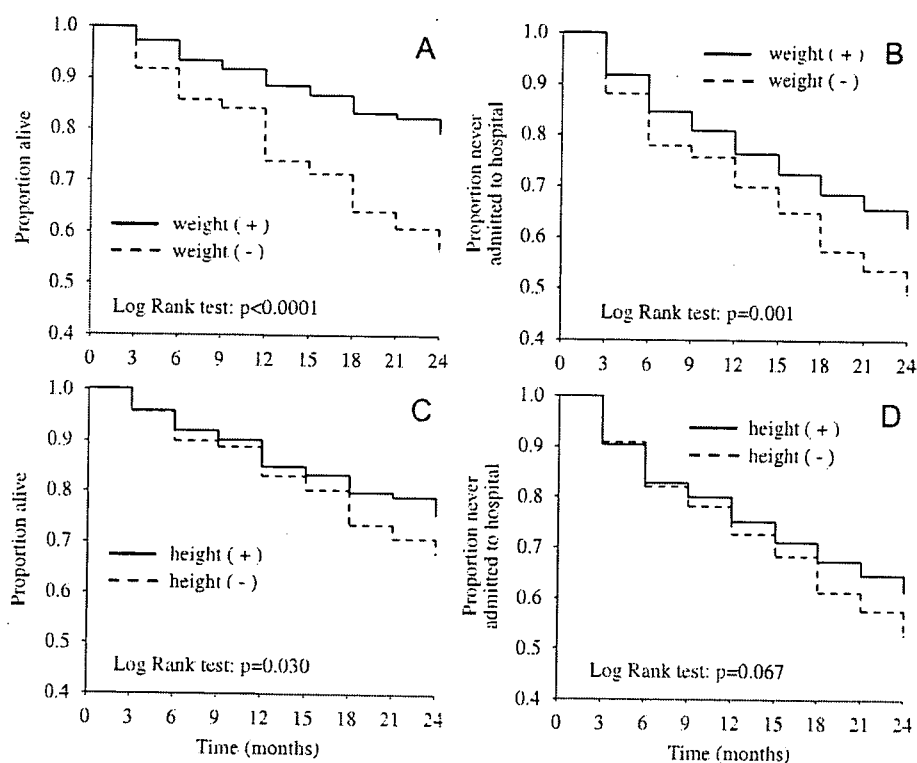 A
Proportion alive
1.0
0.9
0.8
0.7
0.6
0.5
0.4
weight (+)
weight (-)
Log Rank test: p<0.0001
0 3 6 9 12 15 18 21 24
B
Proportion never
admitted to hospital
1.0
0.9
0.8
0.7
0.6
0.5
0.4
weight (+)
weight (-)
Log Rank test: p=0.001
0 3 6 9 12 15 18 21 24
C
Proportion alive
1.0
0.9
0.8
0.7
0.6
0.5
0.4
height (+)
height (-)
Log Rank test: p=0.030
0 3 6 9 12 15 18 21 24
Time (months)
D
Proportion never
admitted to hospital
1.0
0.9
0.8
0.7
0.6
0.5
0.4
height (+)
height (-)
Log Rank test: p=0.067
0 3 6 9 12 15 18 21 24
Time (months)